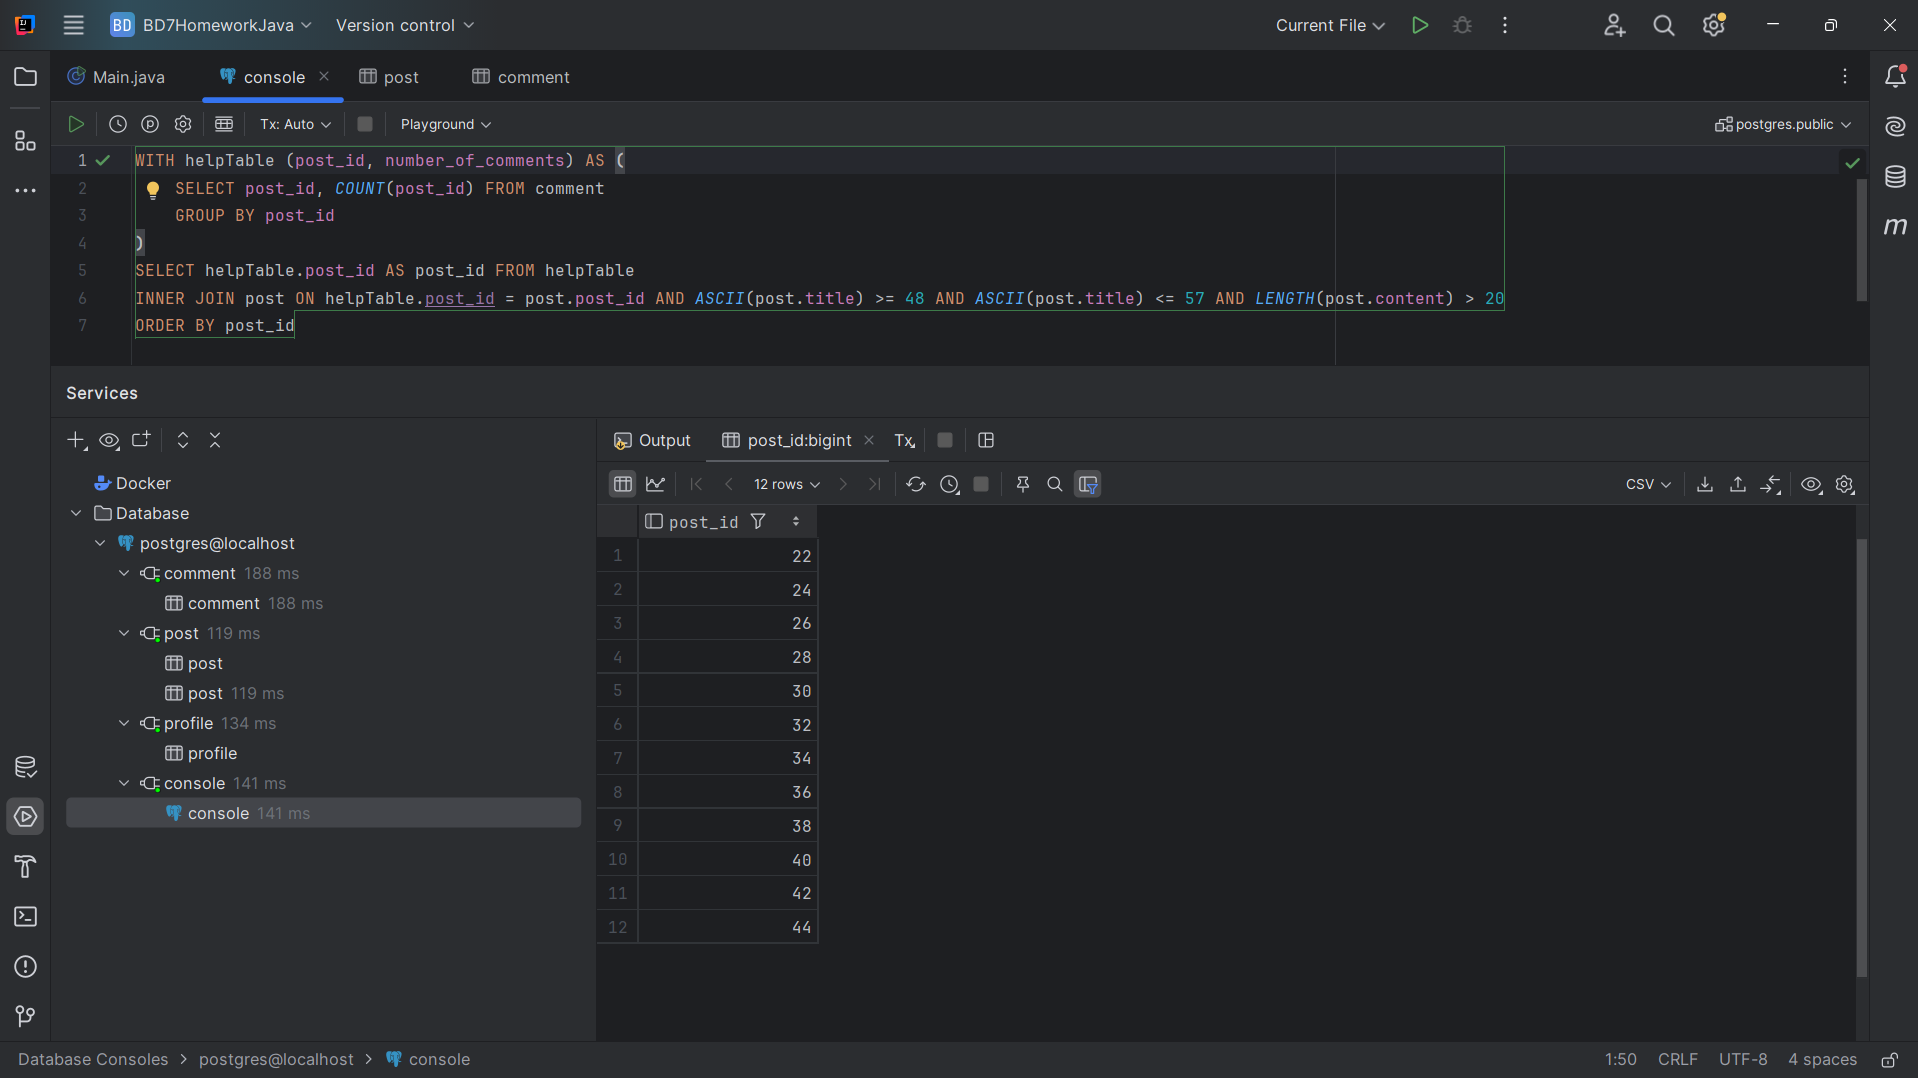 BD BD7HomeworkJava Version control Current File
Main.java console post comment
Tx: Auto Playground postgres.public
1 WITH helpTable (post_id, number_of_comments) AS (
2 SELECT post_id, COUNT(post_id) FROM comment
3 GROUP BY post_id
4 )
5 SELECT helpTable.post_id AS post_id FROM helpTable
6 INNER JOIN post ON helpTable.post_id = post.post_id AND ASCII(post.title) >= 48 AND ASCII(post.title) <= 57 AND LENGTH(post.content) > 20
7 ORDER BY post_id
Services
Output post_id:bigint Tx
12 rows CSV
Docker
Database
postgres@localhost
comment 188 ms
comment 188 ms
post 119 ms
post
post 119 ms
profile 134 ms
profile
console 141 ms
console 141 ms
post_id
1 22
2 24
3 26
4 28
5 30
6 32
7 34
8 36
9 38
10 40
11 42
12 44
Database Consoles > postgres@localhost > console 1:50 CRLF UTF-8 4 spaces